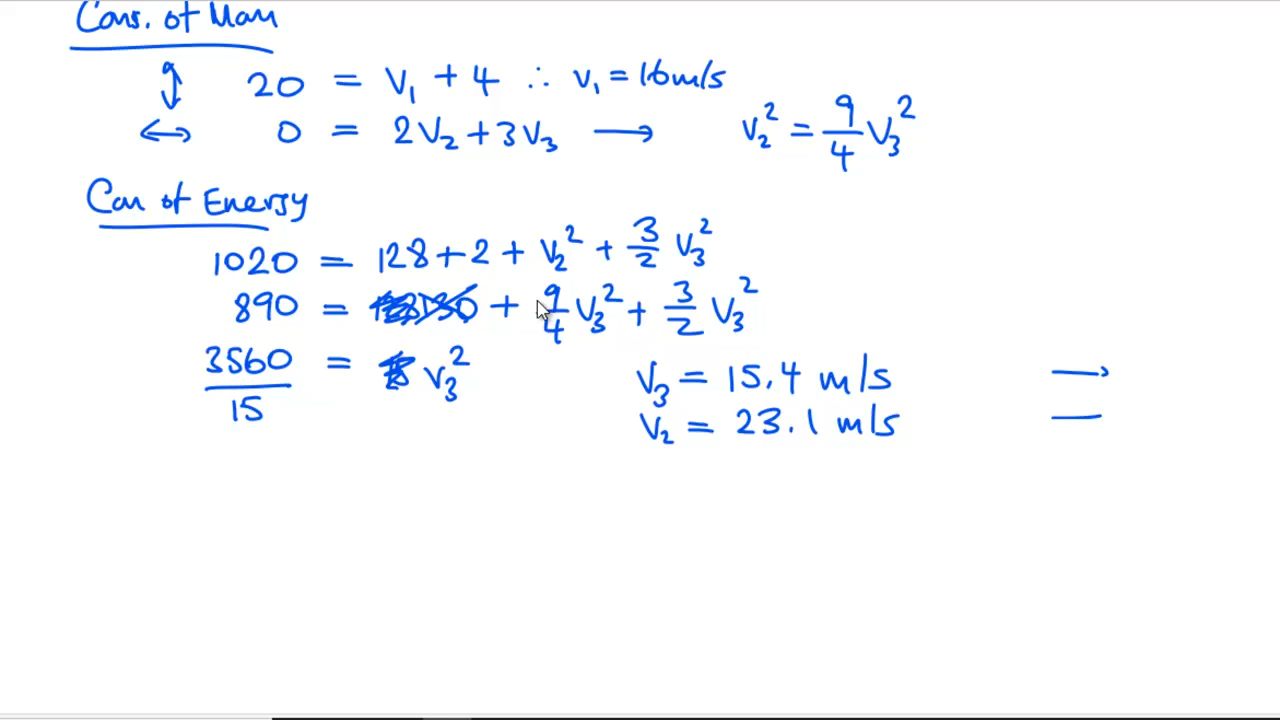 Cons. of Mom
↕ 20 = V₁ + 4 ∴ v₁ = 16m/s
↔ 0 = 2V₂ + 3V₃ ⟶ v₂² = 9/4 V₃²
Con of Energy
1020 = 128 + 2 + V₂² + 3/2 V₃²
890 = + 9/4 V₃² + 3/2 V₃²
3560/15 = V₃²
V₃ = 15.4 m/s →
V₂ = 23.1 m/s —